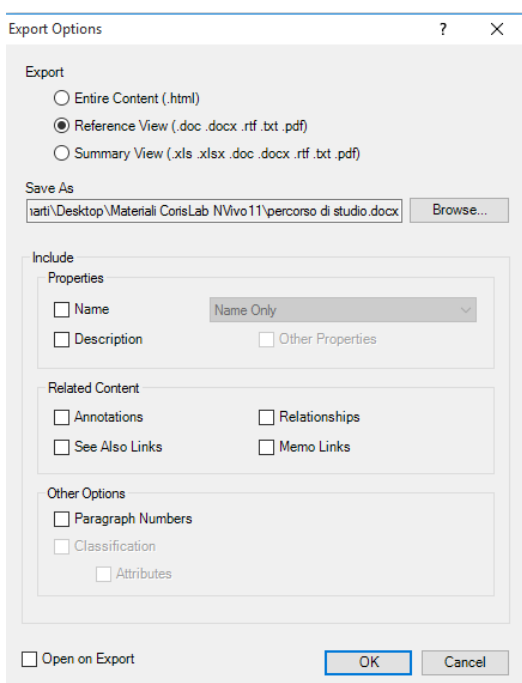 Export Options ?
Export
Entire Content (.html)
Reference View (.doc .docx .rtf .txt .pdf)
Summary View (.xls .xlsx .doc .docx .rtf .txt .pdf)
Save As
arti\Desktop\Materiali CorisLab NVivo11\percorso di studio.docx Browse...
Include
Properties
Name Name Only
Description Other Properties
Related Content
Annotations Relationships
See Also Links Memo Links
Other Options
Paragraph Numbers
Classification
Attributes
Open on Export OK Cancel